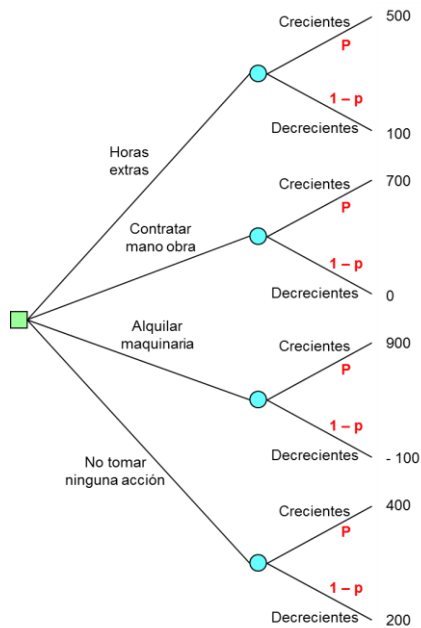 Crecientes
500
P
1 – p
Decrecientes
100
Horas
extras
Crecientes
700
P
Contratar
mano obra
1 – p
Decrecientes
0
Alquilar
maquinaria
Crecientes
900
P
1 – p
Decrecientes
- 100
No tomar
ninguna acción
Crecientes
400
P
1 – p
Decrecientes
200